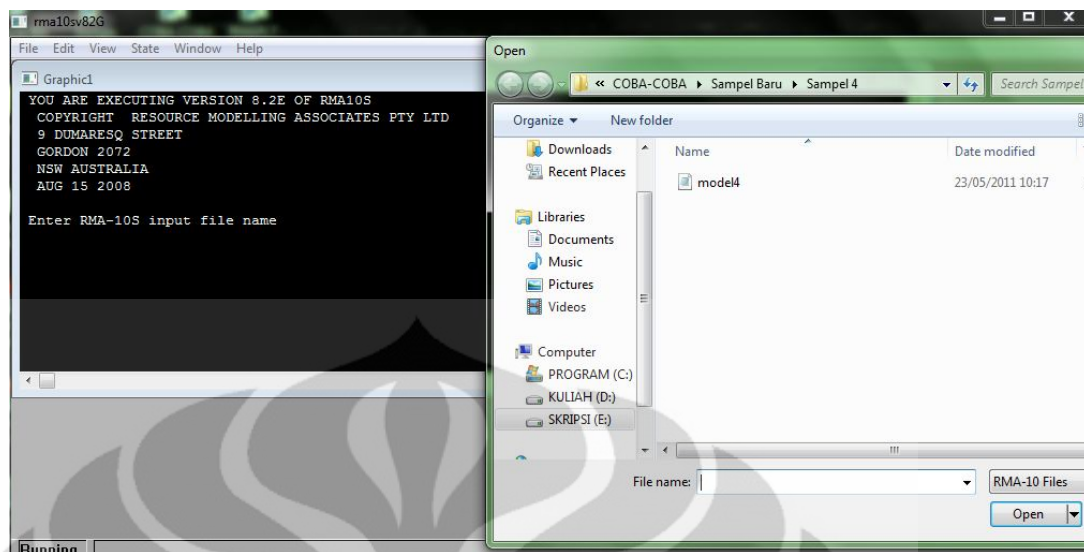 rma10sv82G
File Edit View State Window Help
Graphic1
YOU ARE EXECUTING VERSION 8.2E OF RMA10S
COPYRIGHT RESOURCE MODELLING ASSOCIATES PTY LTD
9 DUMARESQ STREET
GORDON 2072
NSW AUSTRALIA
AUG 15 2008
Enter RMA-10S input file name
Running
Open
« COBA-COBA Sampel Baru Sampel 4
Search Sampel
Organize New folder
Downloads
Recent Places
Libraries
Documents
Music
Pictures
Videos
Computer
PROGRAM (C:)
KULIAH (D:)
SKRIPSI (E:)
Name Date modified
model4 23/05/2011 10:17
File name: RMA-10 Files
Open